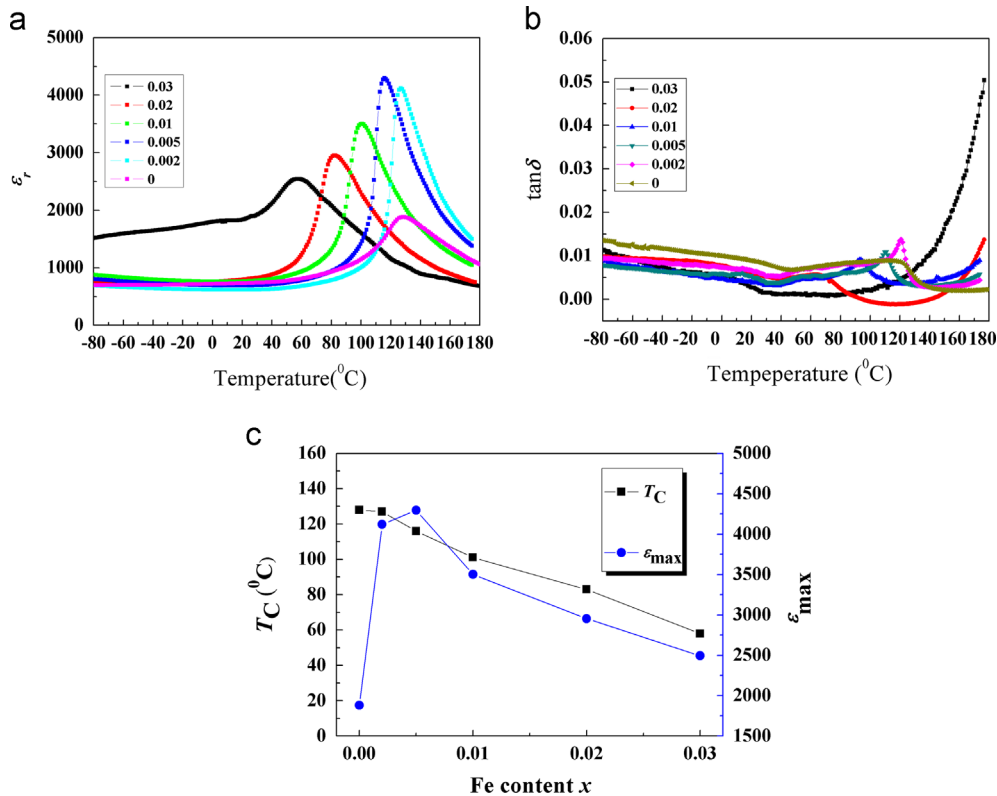 a
5000
4000
3000
2000
1000
0
εr
0.03
0.02
0.01
0.005
0.002
0
-80 -60 -40 -20 0 20 40 60 80 100 120 140 160 180
Temperature(⁰C)
b
0.06
0.05
0.04
0.03
0.02
0.01
0.00
tanδ
0.03
0.02
0.01
0.005
0.002
0
-80 -60 -40 -20 0 20 40 60 80 100 120 140 160 180
Tempeperature (⁰C)
c
160
140
120
100
80
60
40
20
0
TC (⁰C)
TC
εmax
5000
4500
4000
3500
3000
2500
2000
1500
εmax
0.00 0.01 0.02 0.03
Fe content x